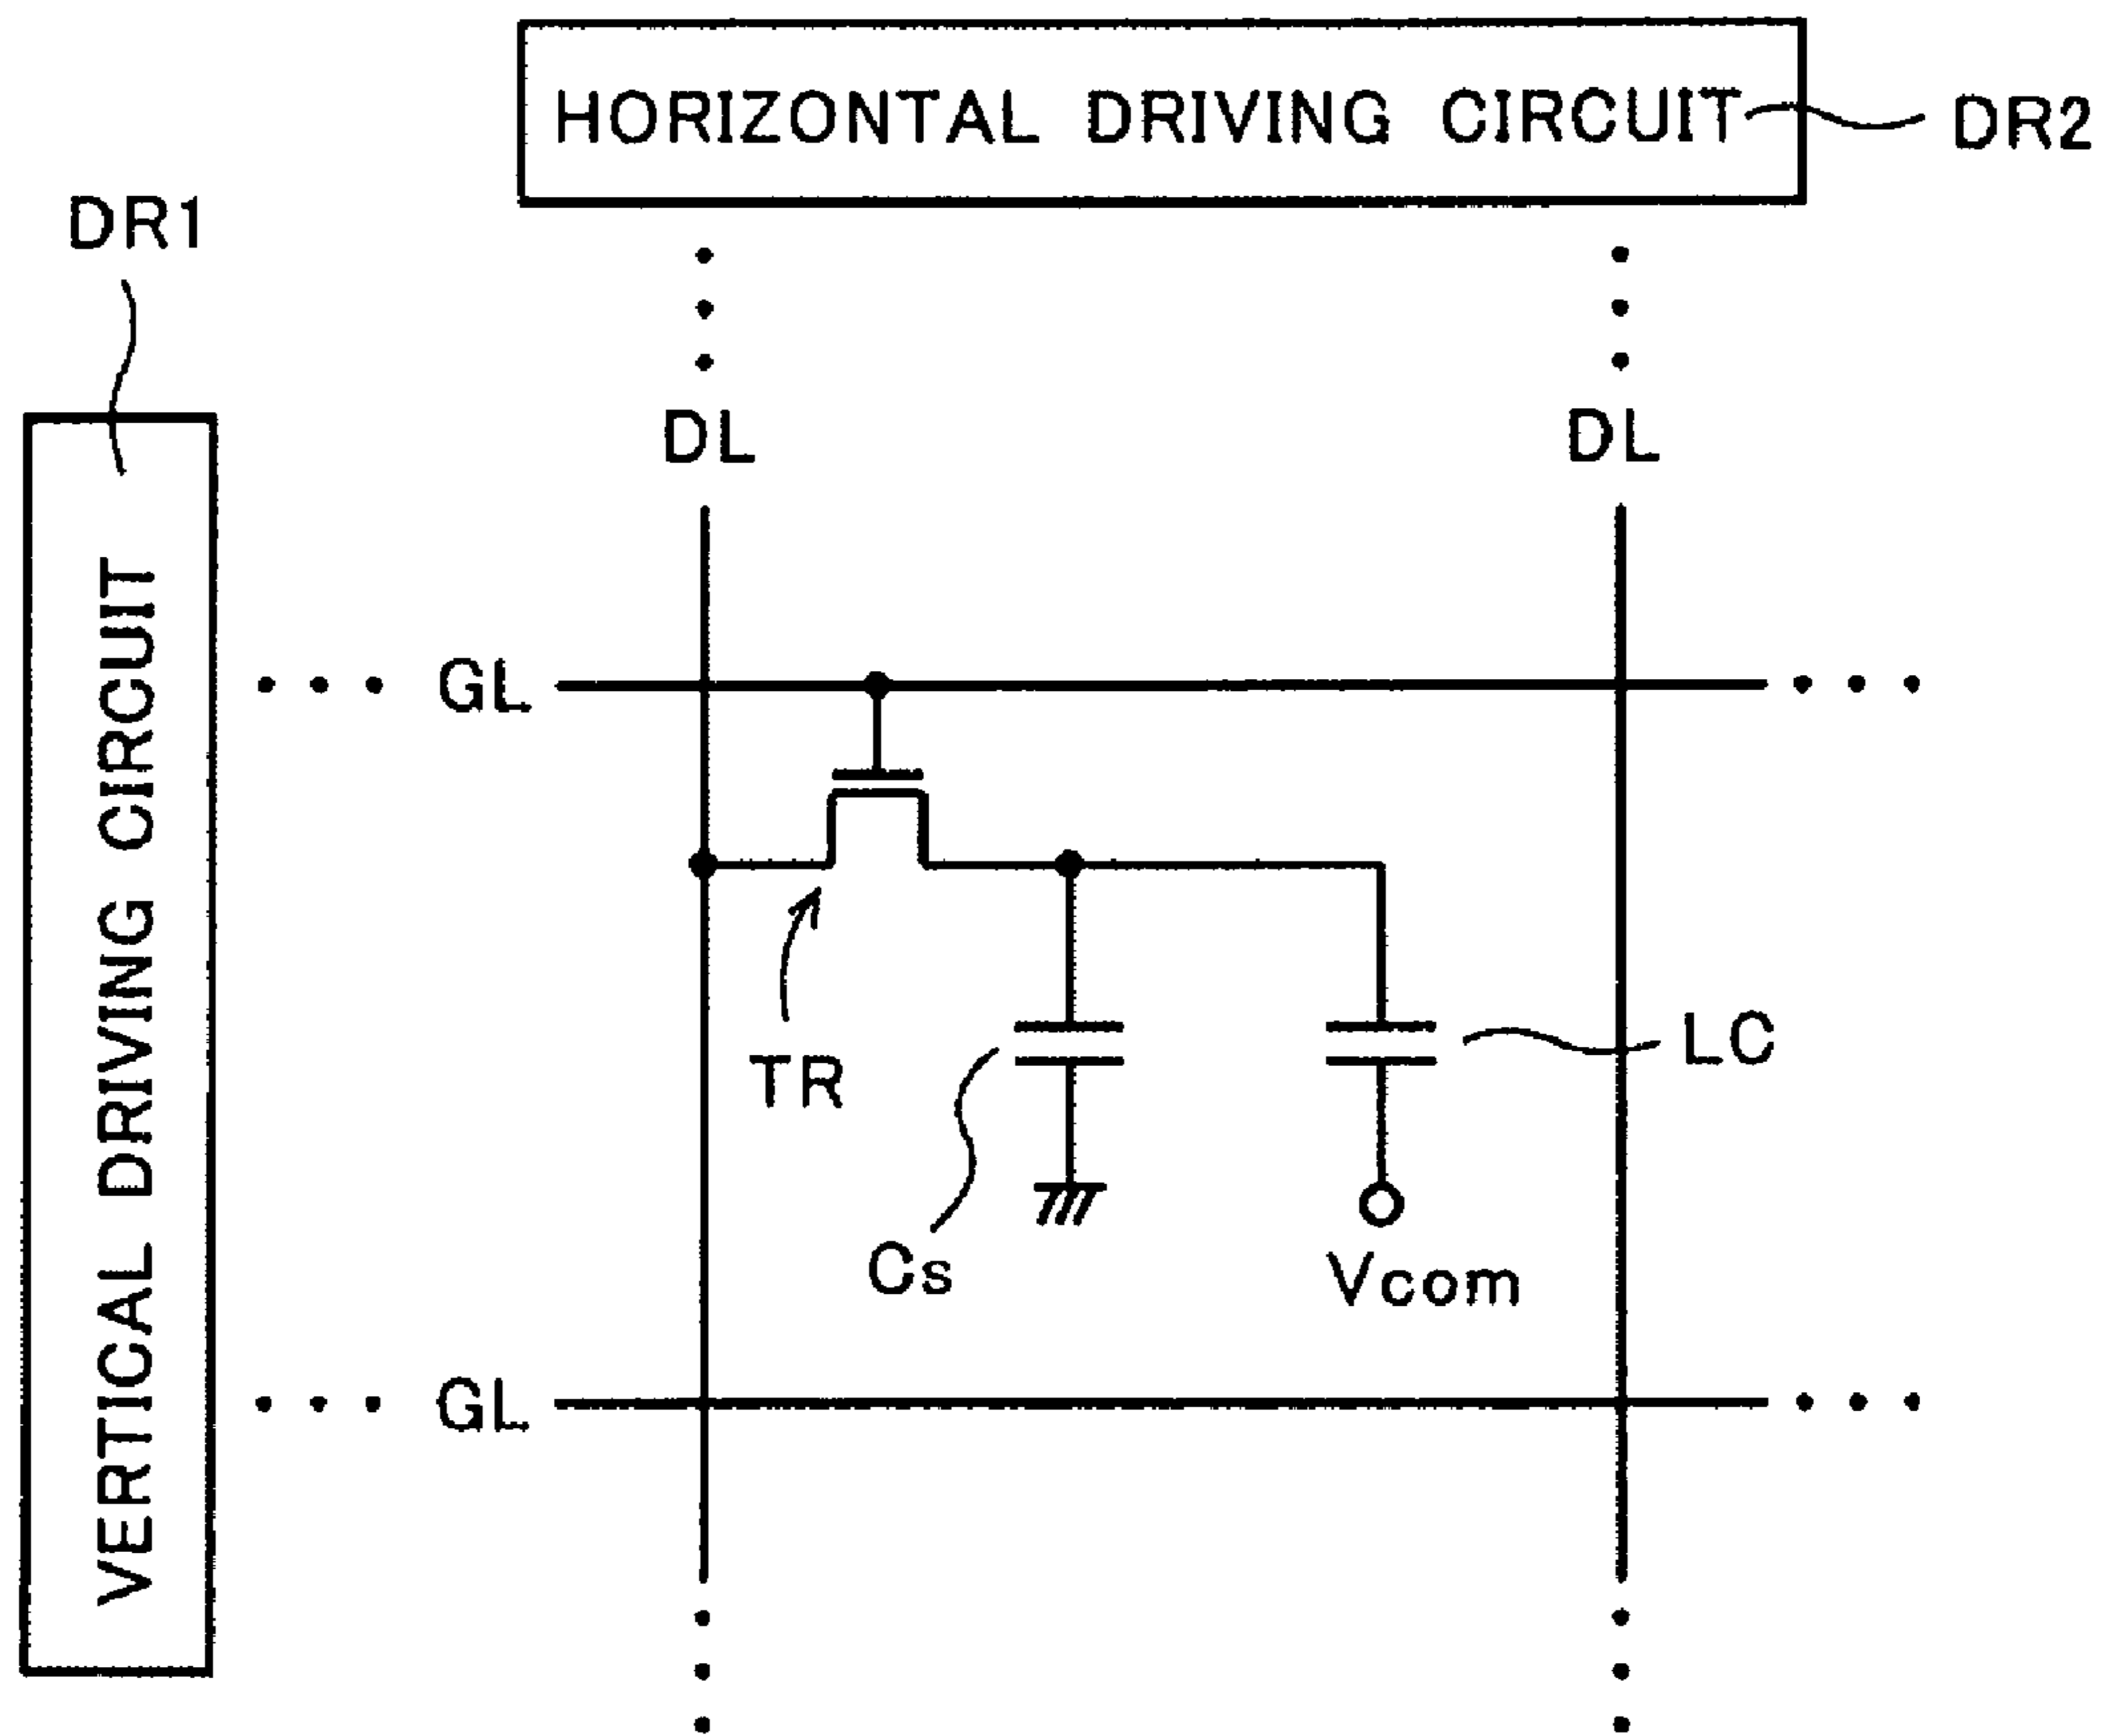 HORIZONTAL DRIVING CIRCUIT
DR2
DR1
DL
DL
VERTICAL DRIVING CIRCUIT
GL
TR
LC
Cs
Vcom
GL